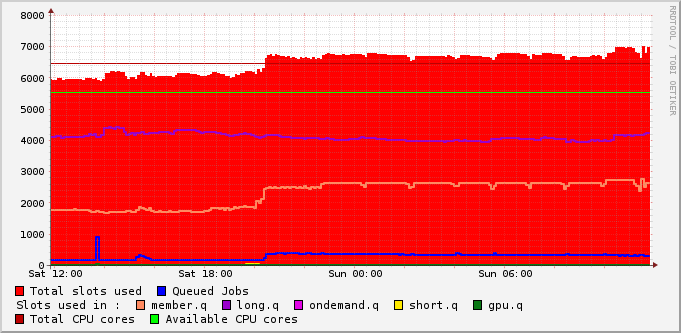 8000
7000
6000
5000
4000
3000
2000
1000
0
Sat 12:00 Sat 18:00 Sun 00:00 Sun 06:00
Total slots used Queued Jobs
Slots used in : member.q long.q ondemand.q short.q gpu.q
Total CPU cores Available CPU cores
RRDTOOL / TOBI OETIKER